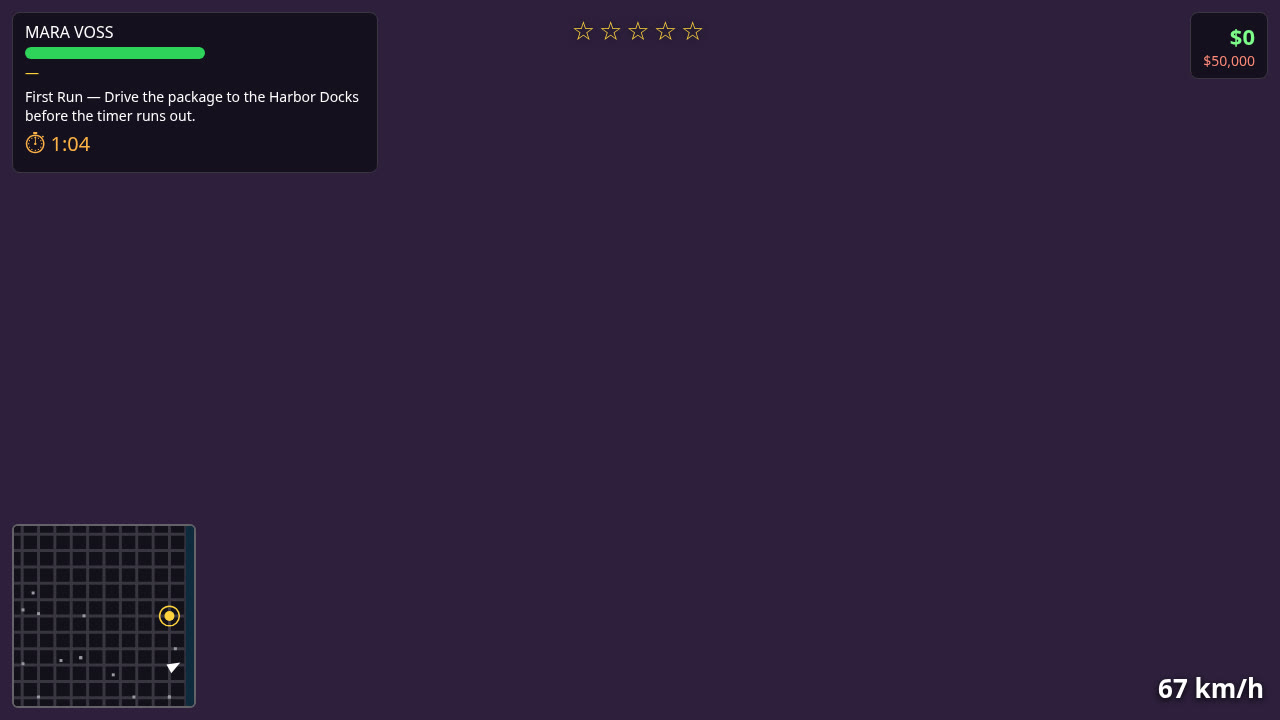 MARA VOSS
☆☆☆☆☆
$0
$50,000
—
First Run — Drive the package to the Harbor Docks
before the timer runs out.
⏱ 1:04
67 km/h